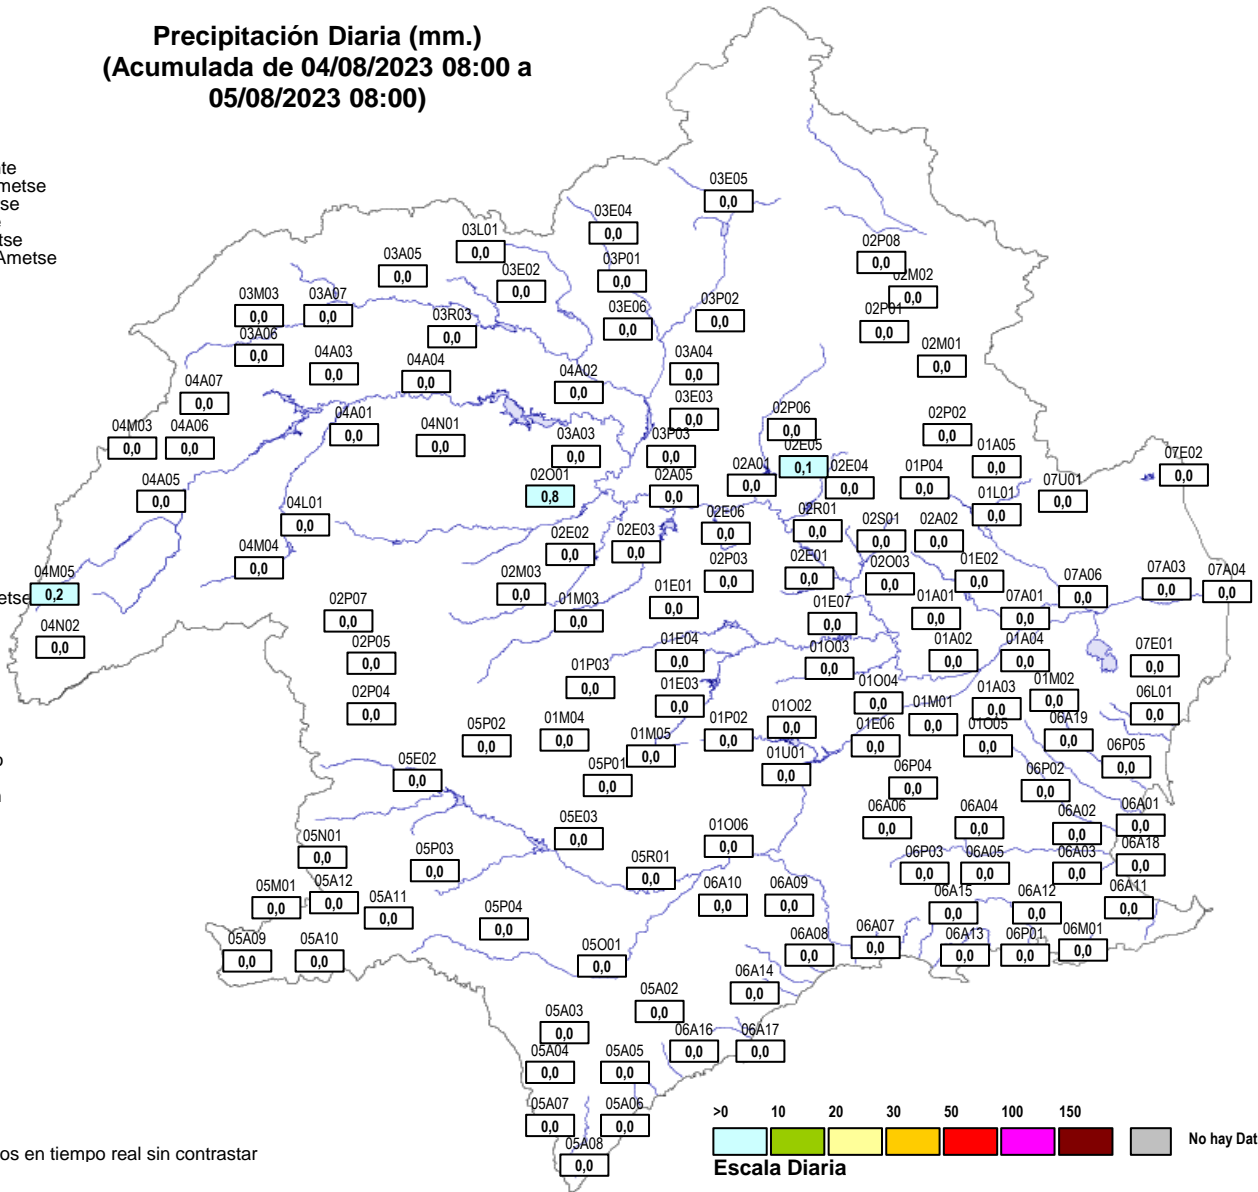 Precipitación Diaria (mm.)
(Acumulada de 04/08/2023 08:00 a
05/08/2023 08:00)
nte
metse
tse
e
tse
Ametse
03E05
0,0
03E04
0,0
03L01
0,0
03P01
0,0
02P08
0,0
03A05
0,0
03E02
0,0
02M02
0,0
03M03
0,0
03A07
0,0
03E06
0,0
03P02
0,0
02P01
0,0
03R03
0,0
03A06
0,0
04A03
0,0
04A04
0,0
03A04
0,0
02M01
0,0
04A07
0,0
04A02
0,0
03E03
0,0
04M03
0,0
04A06
0,0
04A01
0,0
04N01
0,0
02P06
0,0
02P02
0,0
03A03
0,0
03P03
0,0
02E05
0,1
01A05
0,0
07E02
0,0
04A05
0,0
02O01
0,8
02A05
0,0
02A01
0,0
02E04
0,0
01P04
0,0
07U01
0,0
04L01
0,0
01L01
0,0
02E06
0,0
02R01
0,0
02S01
0,0
02A02
0,0
04M04
0,0
02E02
0,0
02E03
0,0
04M05
0,2
etse
02M03
0,0
02P03
0,0
02E01
0,0
02O03
0,0
01E02
0,0
07A06
0,0
07A03
0,0
07A04
0,0
02P07
0,0
01M03
0,0
01E01
0,0
01E07
0,0
01A01
0,0
07A01
0,0
04N02
0,0
02P05
0,0
01E04
0,0
01O03
0,0
01A02
0,0
01A04
0,0
07E01
0,0
01P03
0,0
02P04
0,0
01E03
0,0
01O04
0,0
01A03
0,0
01M02
0,0
06L01
0,0
05P02
0,0
01M04
0,0
01P02
0,0
01O02
0,0
01M01
0,0
01E06
0,0
01O05
0,0
06A19
0,0
01M05
0,0
06P05
0,0
05E02
0,0
05P01
0,0
01U01
0,0
06P04
0,0
06P02
0,0
06A06
0,0
06A04
0,0
06A02
0,0
06A01
0,0
05E03
0,0
01O06
0,0
05N01
0,0
05P03
0,0
05R01
0,0
06P03
0,0
06A05
0,0
06A03
0,0
06A18
0,0
05M01
0,0
05A12
0,0
05A11
0,0
06A10
0,0
06A09
0,0
06A15
0,0
06A12
0,0
06A11
0,0
05P04
0,0
05A09
0,0
05A10
0,0
05O01
0,0
06A08
0,0
06A07
0,0
06A13
0,0
06P01
0,0
06M01
0,0
06A14
0,0
05A02
0,0
05A03
0,0
06A16
0,0
06A17
0,0
05A04
0,0
05A05
0,0
05A07
0,0
05A06
0,0
05A08
0,0
>0 10 20 30 50 100 150
No hay Dat
Escala Diaria
os en tiempo real sin contrastar